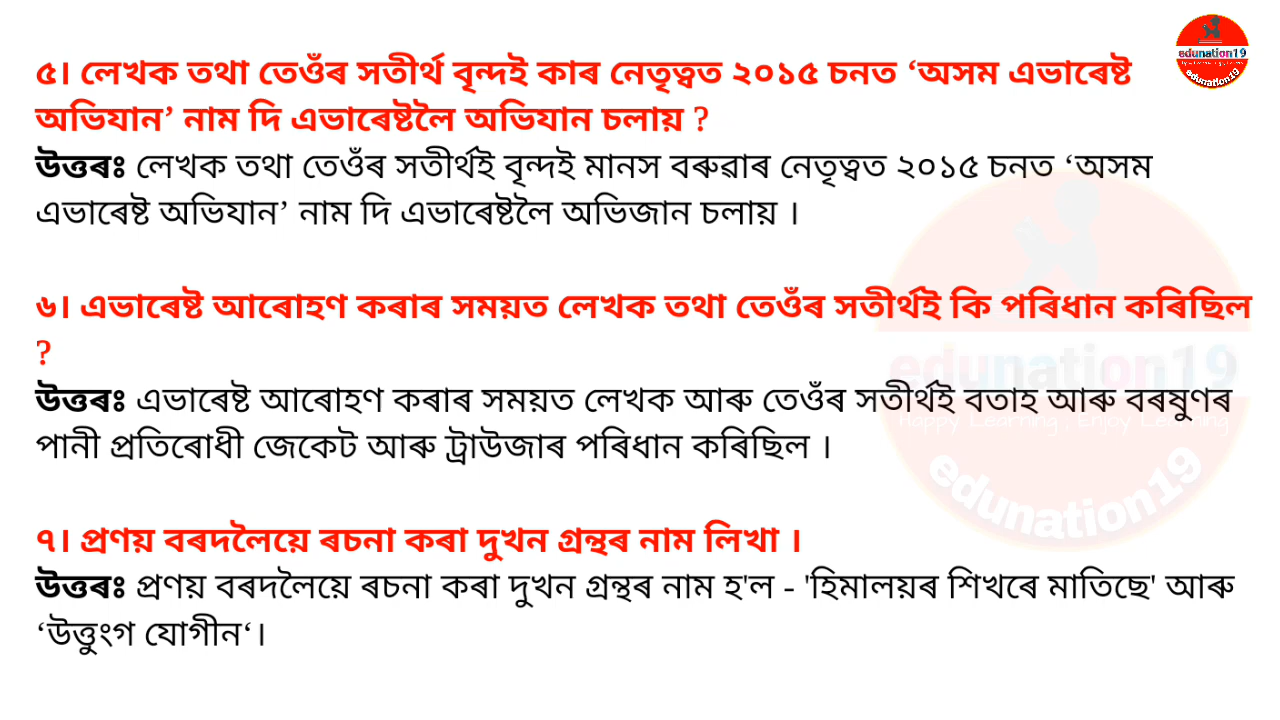 edunation19
৫। লেখক তথা তেওঁৰ সতীৰ্থ বৃন্দই কাৰ নেতৃত্বত ২০১৫ চনত ‘অসম এভাৰেষ্ট
অভিযান’ নাম দি এভাৰেষ্টলৈ অভিযান চলায় ?
উত্তৰঃ লেখক তথা তেওঁৰ সতীৰ্থই বৃন্দই মানস বৰুৱাৰ নেতৃত্বত ২০১৫ চনত ‘অসম
এভাৰেষ্ট অভিযান’ নাম দি এভাৰেষ্টলৈ অভিজান চলায় ।
৬। এভাৰেষ্ট আৰোহণ কৰাৰ সময়ত লেখক তথা তেওঁৰ সতীৰ্থই কি পৰিধান কৰিছিল
?
উত্তৰঃ এভাৰেষ্ট আৰোহণ কৰাৰ সময়ত লেখক আৰু তেওঁৰ সতীৰ্থই বতাহ আৰু বৰষুণৰ
পানী প্ৰতিৰোধী জেকেট আৰু ট্ৰাউজাৰ পৰিধান কৰিছিল ।
৭। প্ৰণয় বৰদলৈয়ে ৰচনা কৰা দুখন গ্ৰন্থৰ নাম লিখা ।
উত্তৰঃ প্ৰণয় বৰদলৈয়ে ৰচনা কৰা দুখন গ্ৰন্থৰ নাম হ'ল - 'হিমালয়ৰ শিখৰে মাতিছে' আৰু
‘উত্তুংগ যোগীন‘।
edunation19
Happy Learning , Enjoy Learning
edunation19